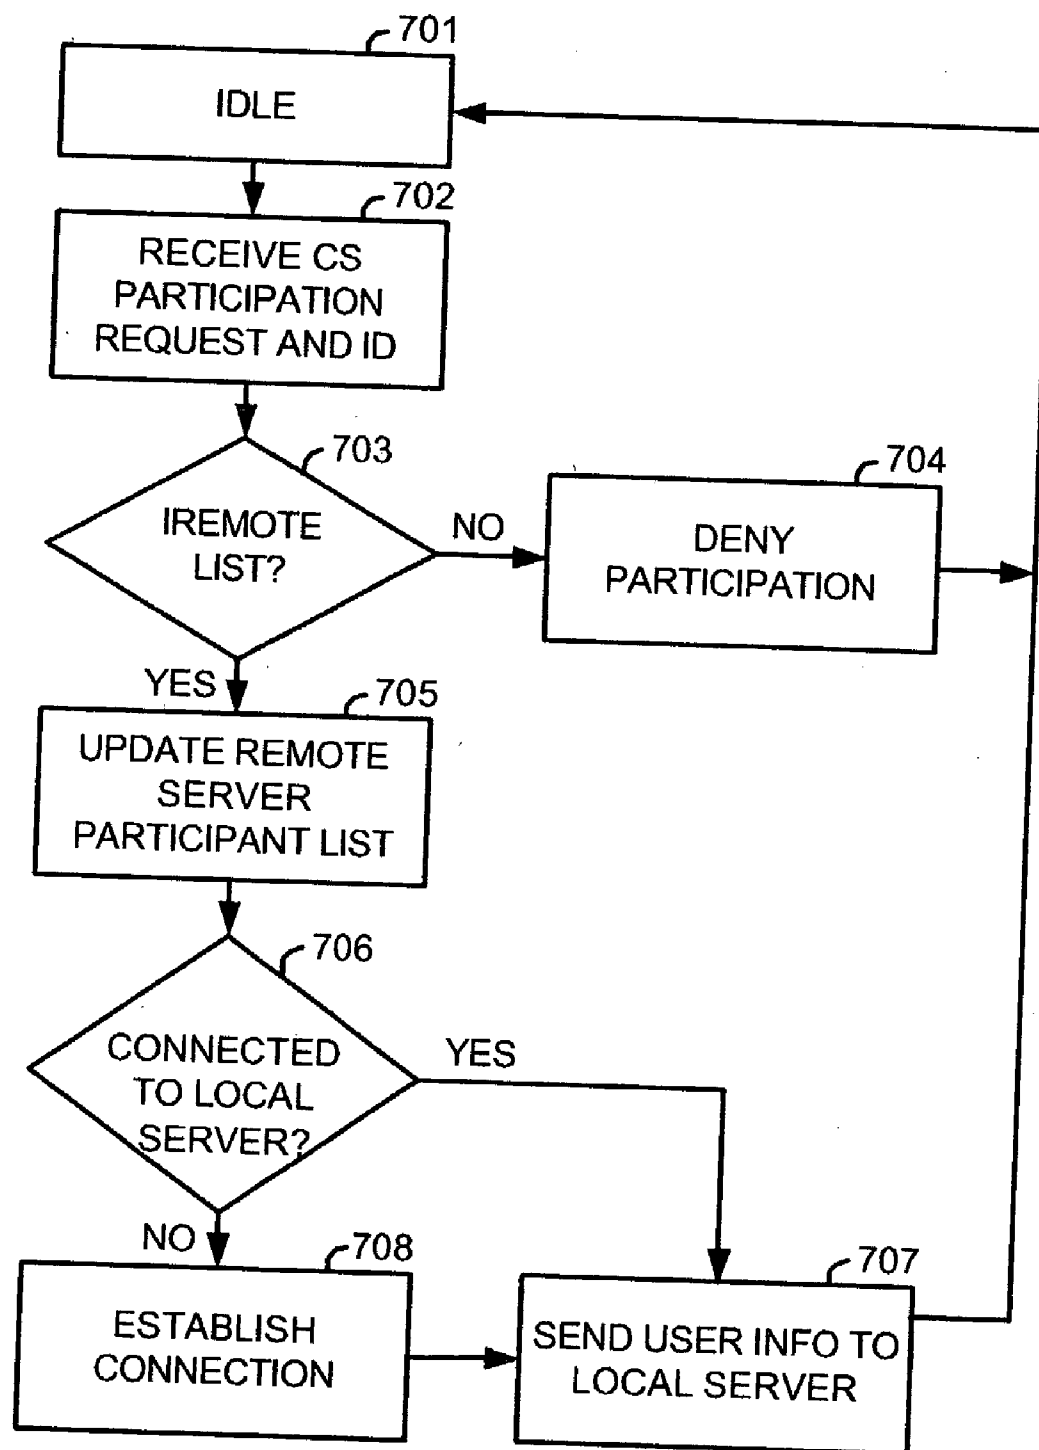 701
IDLE
702
RECEIVE CS
PARTICIPATION
REQUEST AND ID
703
IREMOTE
LIST?
NO
704
DENY
PARTICIPATION
YES
705
UPDATE REMOTE
SERVER
PARTICIPANT LIST
706
CONNECTED
TO LOCAL
SERVER?
YES
NO
708
ESTABLISH
CONNECTION
707
SEND USER INFO TO
LOCAL SERVER